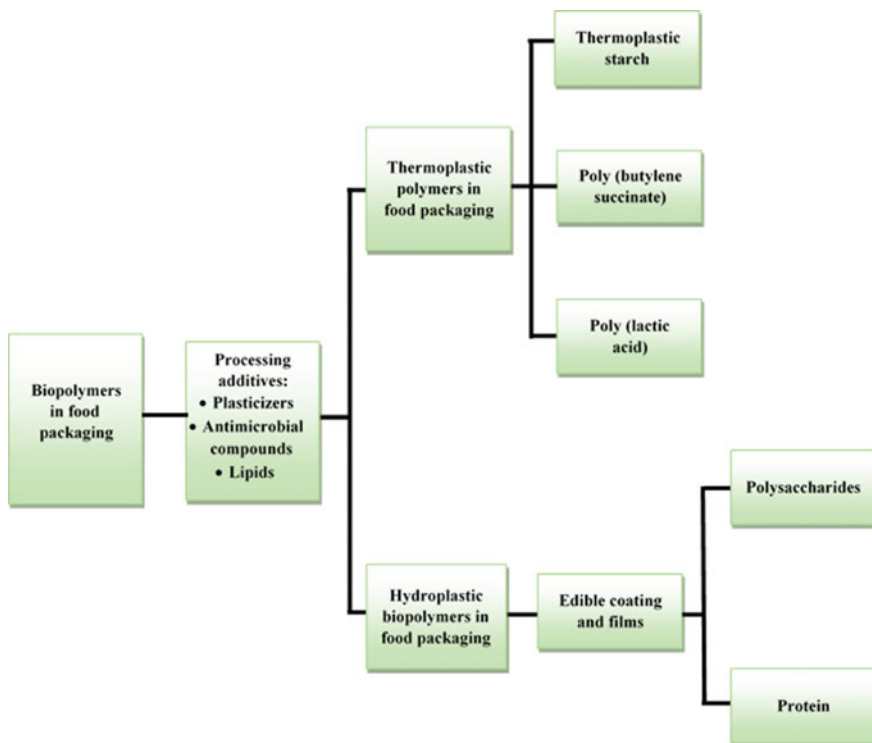 Thermoplastic
starch
Thermoplastic
polymers in
food packaging
Poly (butylene
succinate)
Poly (lactic
acid)
Biopolymers
in food
packaging
Processing
additives:
• Plasticizers
• Antimicrobial
compounds
• Lipids
Polysaccharides
Hydroplastic
biopolymers in
food packaging
Edible coating
and films
Protein